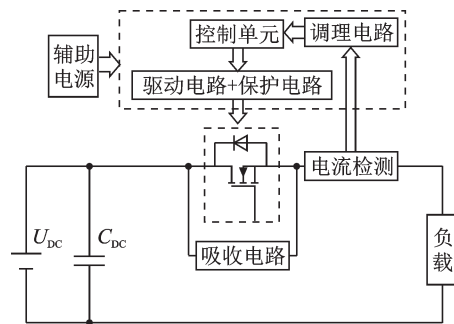 控制单元
调理电路
辅助
电源
驱动电路+保护电路
电流检测
U_DC
C_DC
吸收电路
负
载